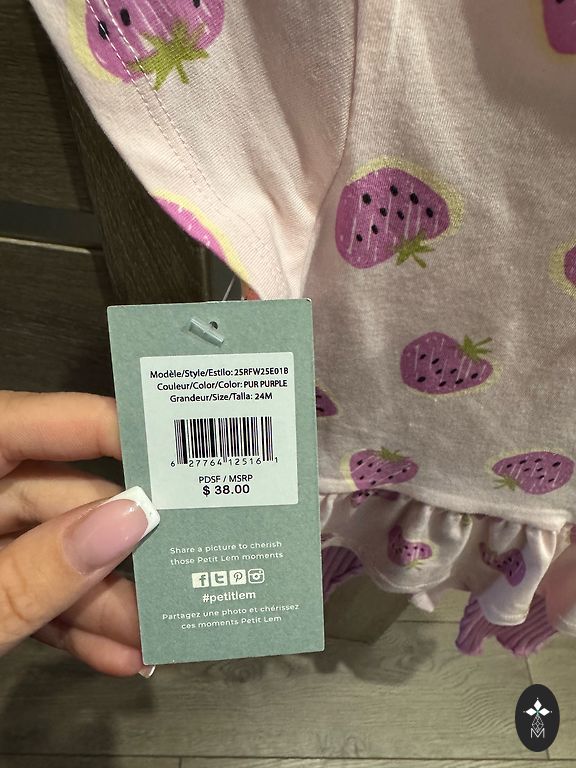 Modèle/Style/Estilo: 25RFW25E01B
Couleur/Color/Color: PUR PURPLE
Grandeur/Size/Talla: 24M
6 27764 12516 1
PDSF / MSRP
$ 38.00
Share a picture to cherish
those Petit Lem moments
#petitlem
Partagez une photo et chérissez
ces moments Petit Lem
M